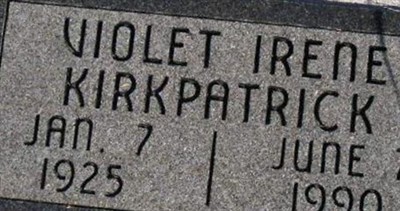 VIOLET IRENE
KIRKPATRICK
JAN. 7 JUNE
1925 1990